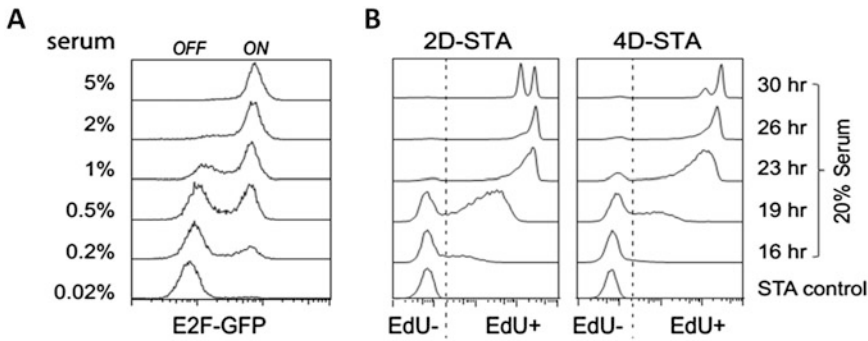 A
serum
OFF ON
5%
2%
1%
0.5%
0.2%
0.02%
E2F-GFP
B
2D-STA 4D-STA
30 hr
26 hr
23 hr
19 hr
16 hr
20% Serum
STA control
EdU- EdU+ EdU- EdU+